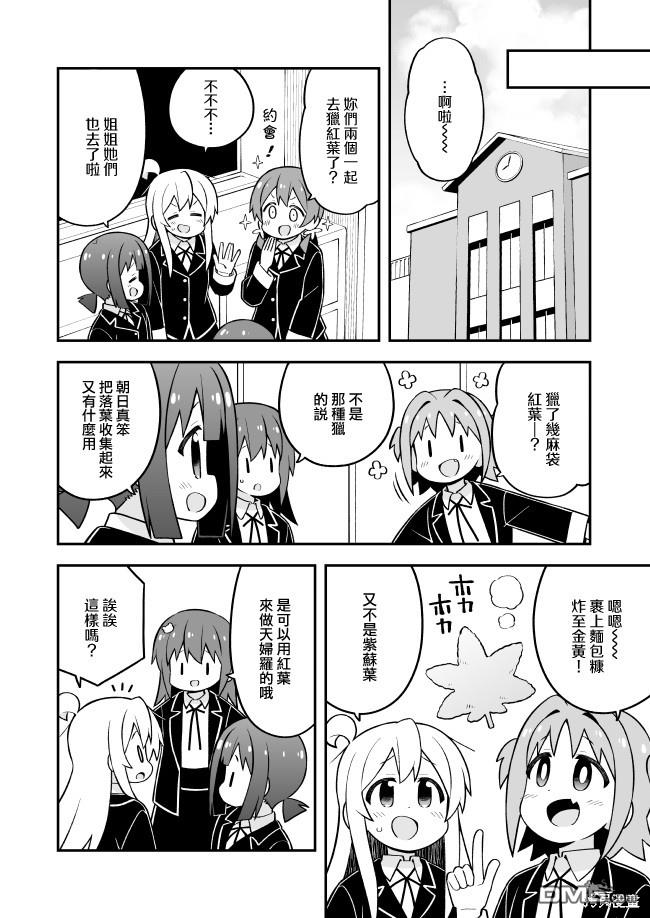 …啊啦～～
妳們兩個一起
去獵紅葉了？
約會！
不不不…
姐姐她們
也去了啦
獵了幾麻袋
紅葉—？
不是
那種獵
的說
朝日真笨
把落葉收集起來
又有什麼用
嗯嗯～～
裹上麵包糠
炸至金黃！
ホカ
ホカ
又不是紫蘇葉
是可以用紅葉
來做天婦羅的哦
誒誒
這樣嗎？